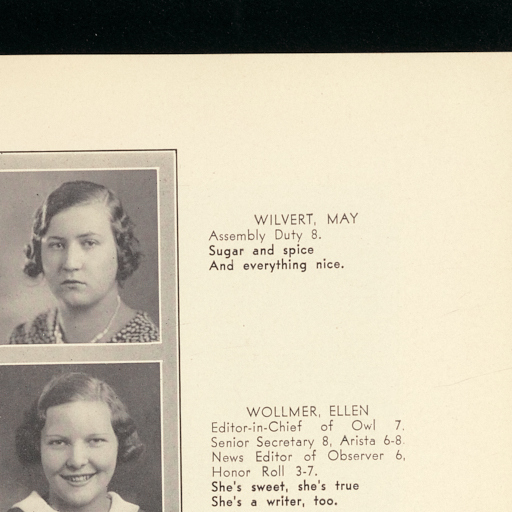 WILVERT, MAY
Assembly Duty 8.
Sugar and spice
And everything nice.
WOLLMER, ELLEN
Editor-in-Chief of Owl 7.
Senior Secretary 8, Arista 6-8.
News Editor of Observer 6,
Honor Roll 3-7.
She's sweet, she's true
She's a writer, too.